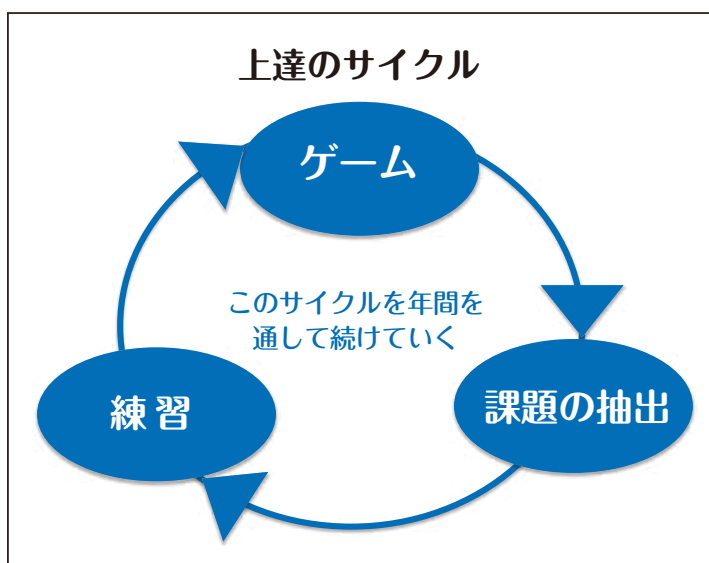 上達のサイクル
ゲーム
このサイクルを年間を
通して続けていく
練習
課題の抽出